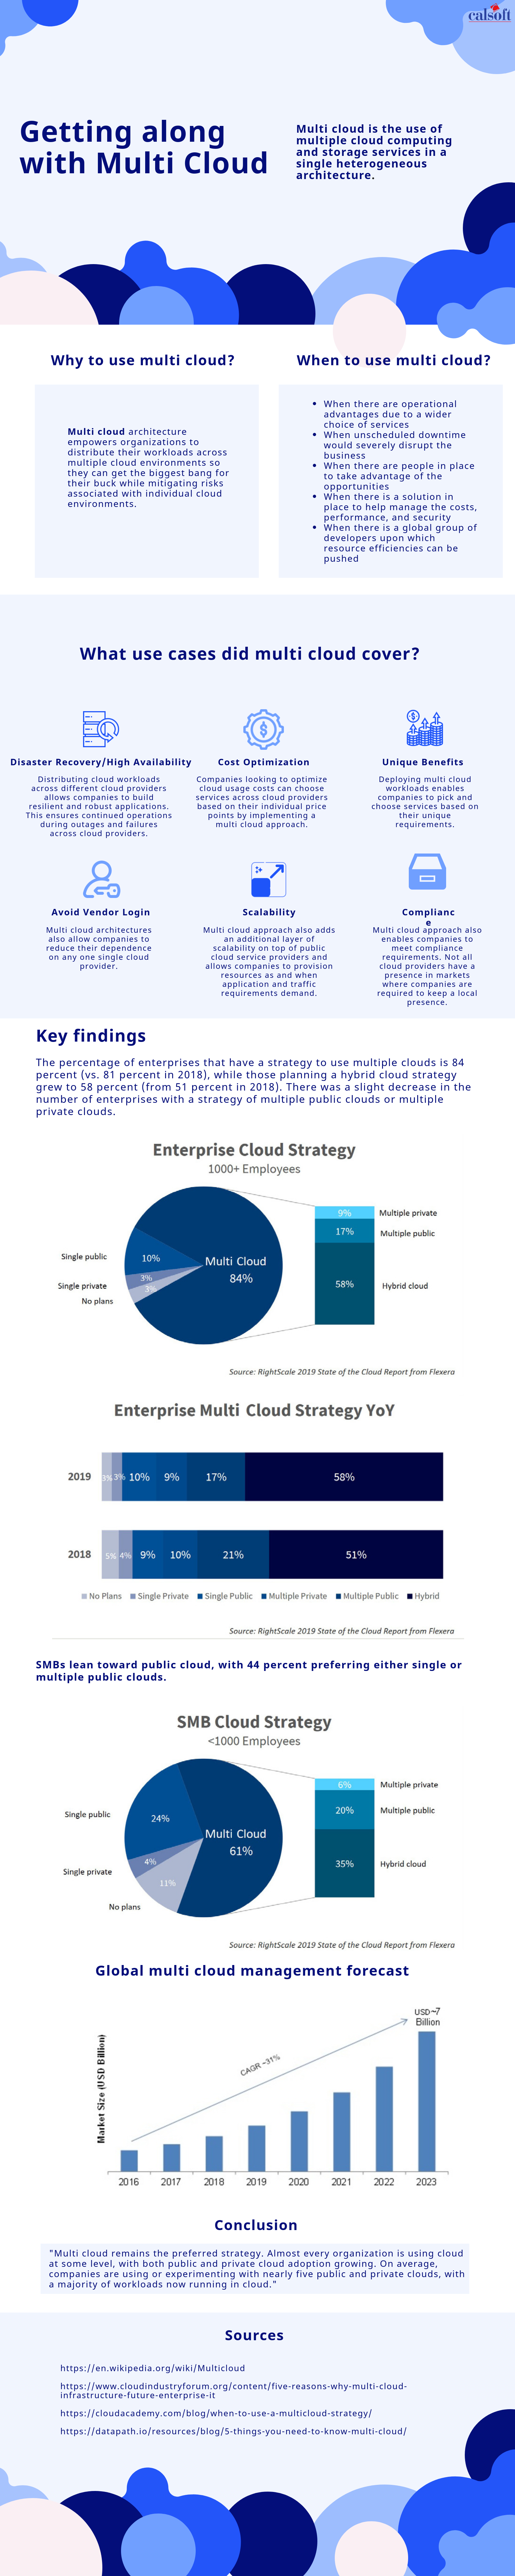 calsoft
Getting along
with Multi Cloud
Multi cloud is the use of
multiple cloud computing
and storage services in a
single heterogeneous
architecture.
Why to use multi cloud?
Multi cloud architecture
empowers organizations to
distribute their workloads across
multiple cloud environments so
they can get the biggest bang for
their buck while mitigating risks
associated with individual cloud
environments.
When to use multi cloud?
• When there are operational
advantages due to a wider
choice of services
• When unscheduled downtime
would severely disrupt the
business
• When there are people in place
to take advantage of the
opportunities
• When there is a solution in
place to help manage the costs,
performance, and security
• When there is a global group of
developers upon which
resource efficiencies can be
pushed
What use cases did multi cloud cover?
Disaster Recovery/High Availability
Distributing cloud workloads
across different cloud providers
allows companies to build
resilient and robust applications.
This ensures continued operations
during outages and failures
across cloud providers.
Cost Optimization
Companies looking to optimize
cloud usage costs can choose
services across cloud providers
based on their individual price
points by implementing a
multi cloud approach.
Unique Benefits
Deploying multi cloud
workloads enables
companies to pick and
choose services based on
their unique
requirements.
Avoid Vendor Login
Multi cloud architectures
also allow companies to
reduce their dependence
on any one single cloud
provider.
Scalability
Multi cloud approach also adds
an additional layer of
scalability on top of public
cloud service providers and
allows companies to provision
resources as and when
application and traffic
requirements demand.
Complianc
e
Multi cloud approach also
enables companies to
meet compliance
requirements. Not all
cloud providers have a
presence in markets
where companies are
required to keep a local
presence.
Key findings
The percentage of enterprises that have a strategy to use multiple clouds is 84
percent (vs. 81 percent in 2018), while those planning a hybrid cloud strategy
grew to 58 percent (from 51 percent in 2018). There was a slight decrease in the
number of enterprises with a strategy of multiple public clouds or multiple
private clouds.
Enterprise Cloud Strategy
1000+ Employees
Single public
10%
Single private
3%
No plans
3%
Multi Cloud
84%
9%
Multiple private
17%
Multiple public
58%
Hybrid cloud
Source: RightScale 2019 State of the Cloud Report from Flexera
Enterprise Multi Cloud Strategy YoY
2019 3% 3% 10% 9% 17% 58%
2018 5% 4% 9% 10% 21% 51%
No Plans Single Private Single Public Multiple Private Multiple Public Hybrid
Source: RightScale 2019 State of the Cloud Report from Flexera
SMBs lean toward public cloud, with 44 percent preferring either single or
multiple public clouds.
SMB Cloud Strategy
<1000 Employees
Single public
24%
Single private
4%
No plans
11%
Multi Cloud
61%
6%
Multiple private
20%
Multiple public
35%
Hybrid cloud
Source: RightScale 2019 State of the Cloud Report from Flexera
Global multi cloud management forecast
USD~7
Billion
CAGR ~31%
Market Size (USD Billion)
2016 2017 2018 2019 2020 2021 2022 2023
Conclusion
"Multi cloud remains the preferred strategy. Almost every organization is using cloud
at some level, with both public and private cloud adoption growing. On average,
companies are using or experimenting with nearly five public and private clouds, with
a majority of workloads now running in cloud."
Sources
https://en.wikipedia.org/wiki/Multicloud
https://www.cloudindustryforum.org/content/five-reasons-why-multi-cloud-
infrastructure-future-enterprise-it
https://cloudacademy.com/blog/when-to-use-a-multicloud-strategy/
https://datapath.io/resources/blog/5-things-you-need-to-know-multi-cloud/